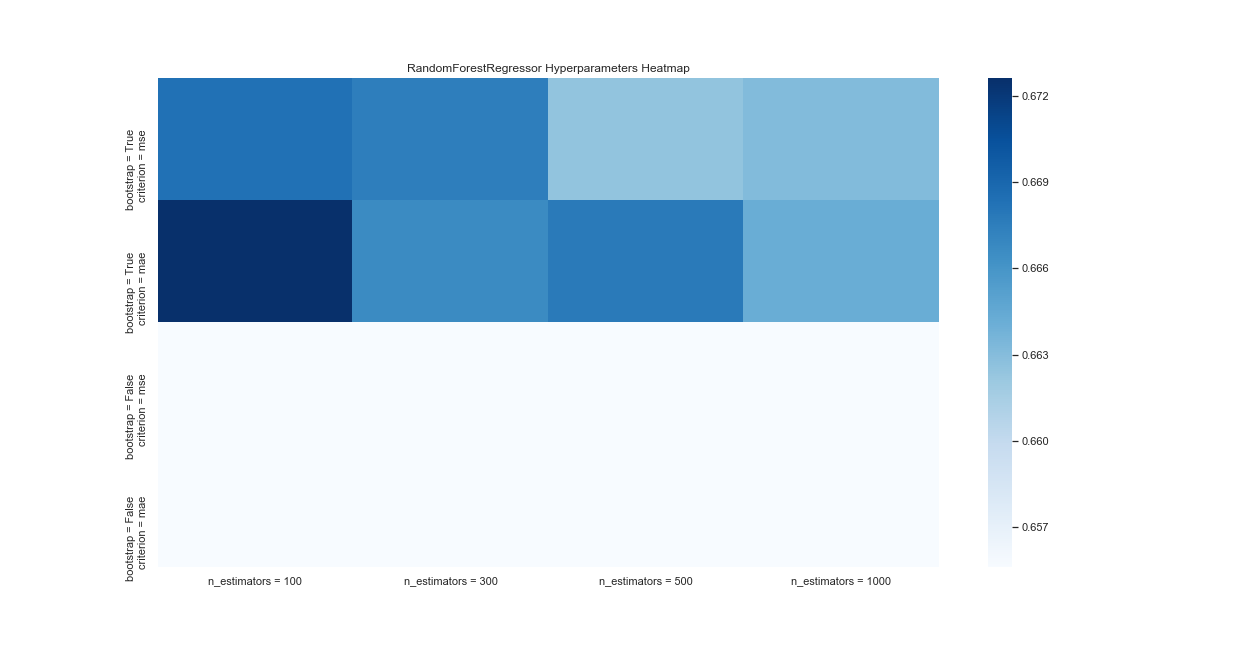 RandomForestRegressor Hyperparameters Heatmap
bootstrap = True
criterion = mse
bootstrap = True
criterion = mae
bootstrap = False
criterion = mse
bootstrap = False
criterion = mae
n_estimators = 100
n_estimators = 300
n_estimators = 500
n_estimators = 1000
0.672
0.669
0.666
0.663
0.660
0.657